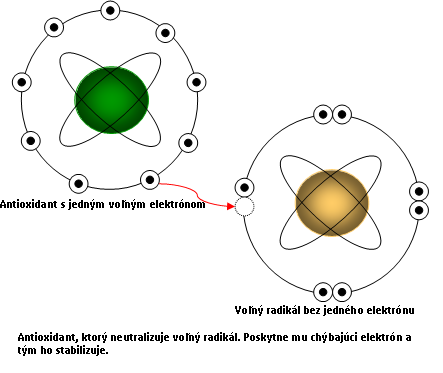 Antioxidant s jedným voľným elektrónom
Voľný radikál bez jedného elektrónu
Antioxidant, ktorý neutralizuje voľný radikál. Poskytne mu chýbajúci elektrón a
tým ho stabilizuje.